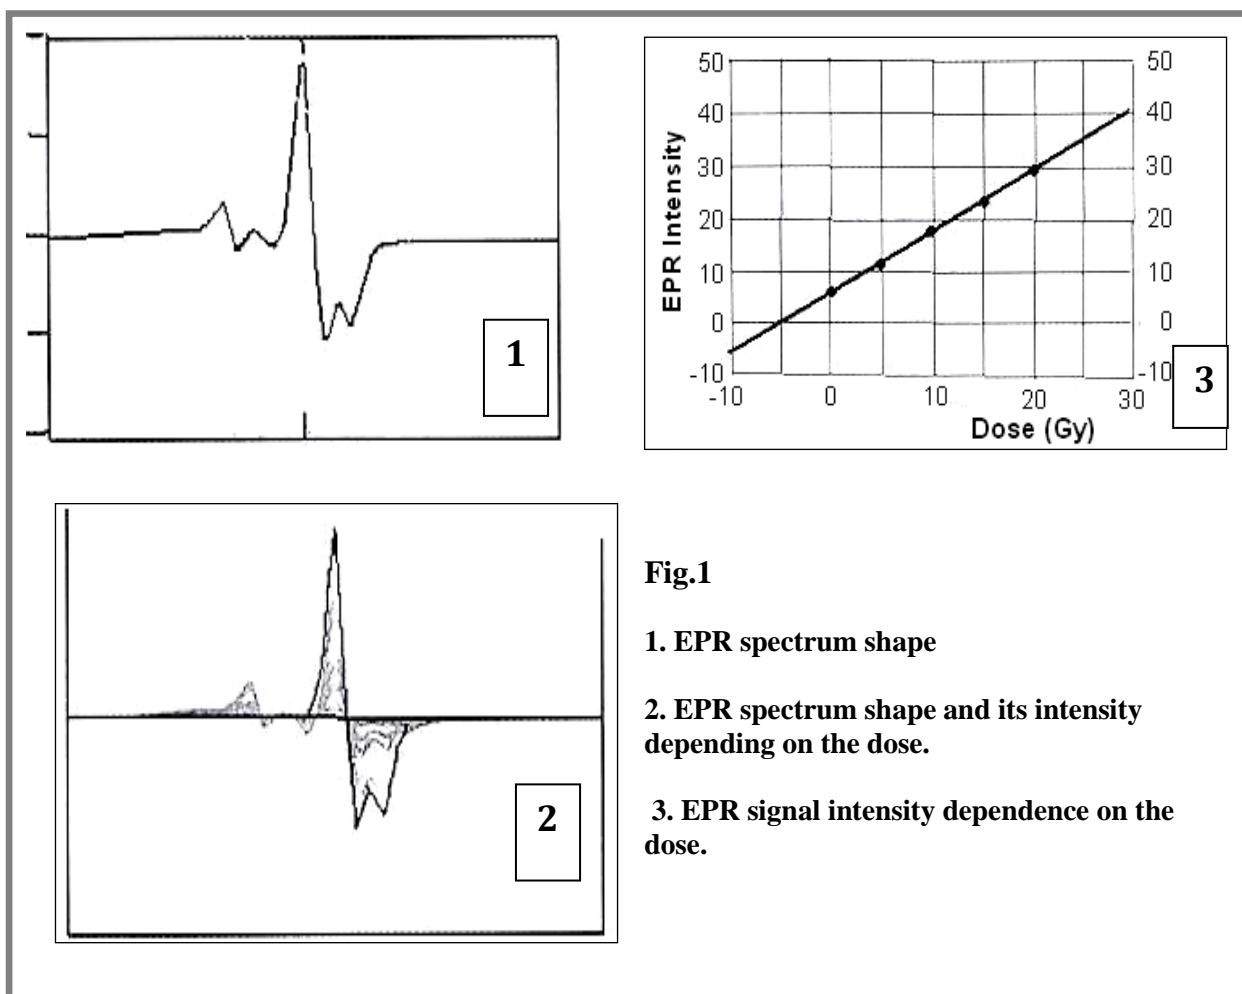 1
50
40
30
20
10
0
-10
EPR Intensity
50
40
30
20
10
0
-10
-10 0 10 20 30
Dose (Gy)
3
2
Fig.1
1. EPR spectrum shape
2. EPR spectrum shape and its intensity
depending on the dose.
3. EPR signal intensity dependence on the
dose.